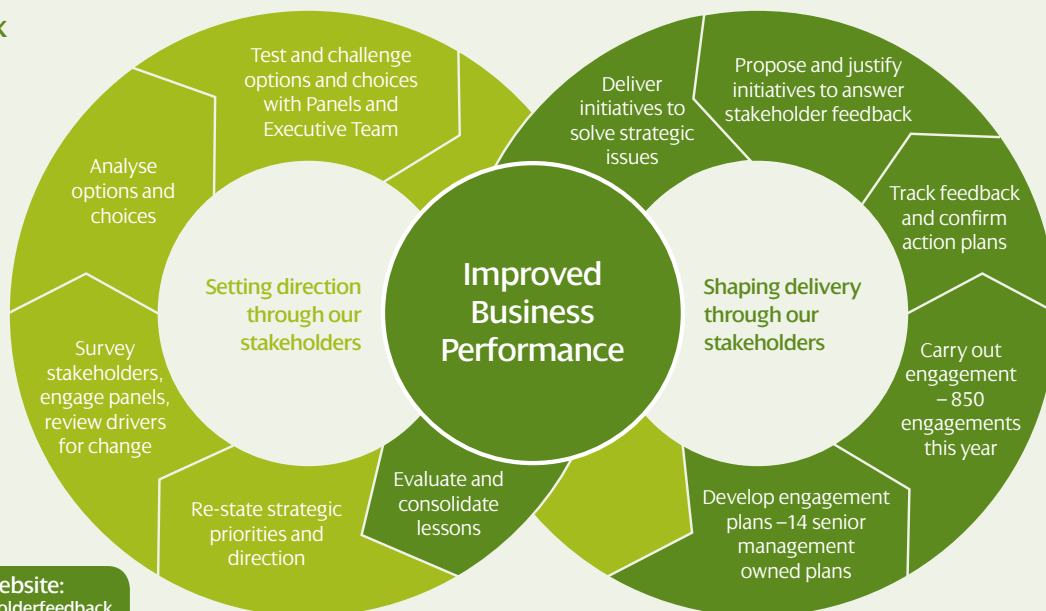 Test and challenge
options and choices
with Panels and
Executive Team
Analyse
options and
choices
Survey
stakeholders,
engage panels,
review drivers
for change
Re-state strategic
priorities and
direction
Evaluate and
consolidate
lessons
Setting direction
through our
stakeholders
Improved
Business
Performance
Shaping delivery
through our
stakeholders
Deliver
initiatives to
solve strategic
issues
Propose and justify
initiatives to answer
stakeholder feedback
Track feedback
and confirm
action plans
Carry out
engagement
– 850
engagements
this year
Develop engagement
plans –14 senior
management
owned plans